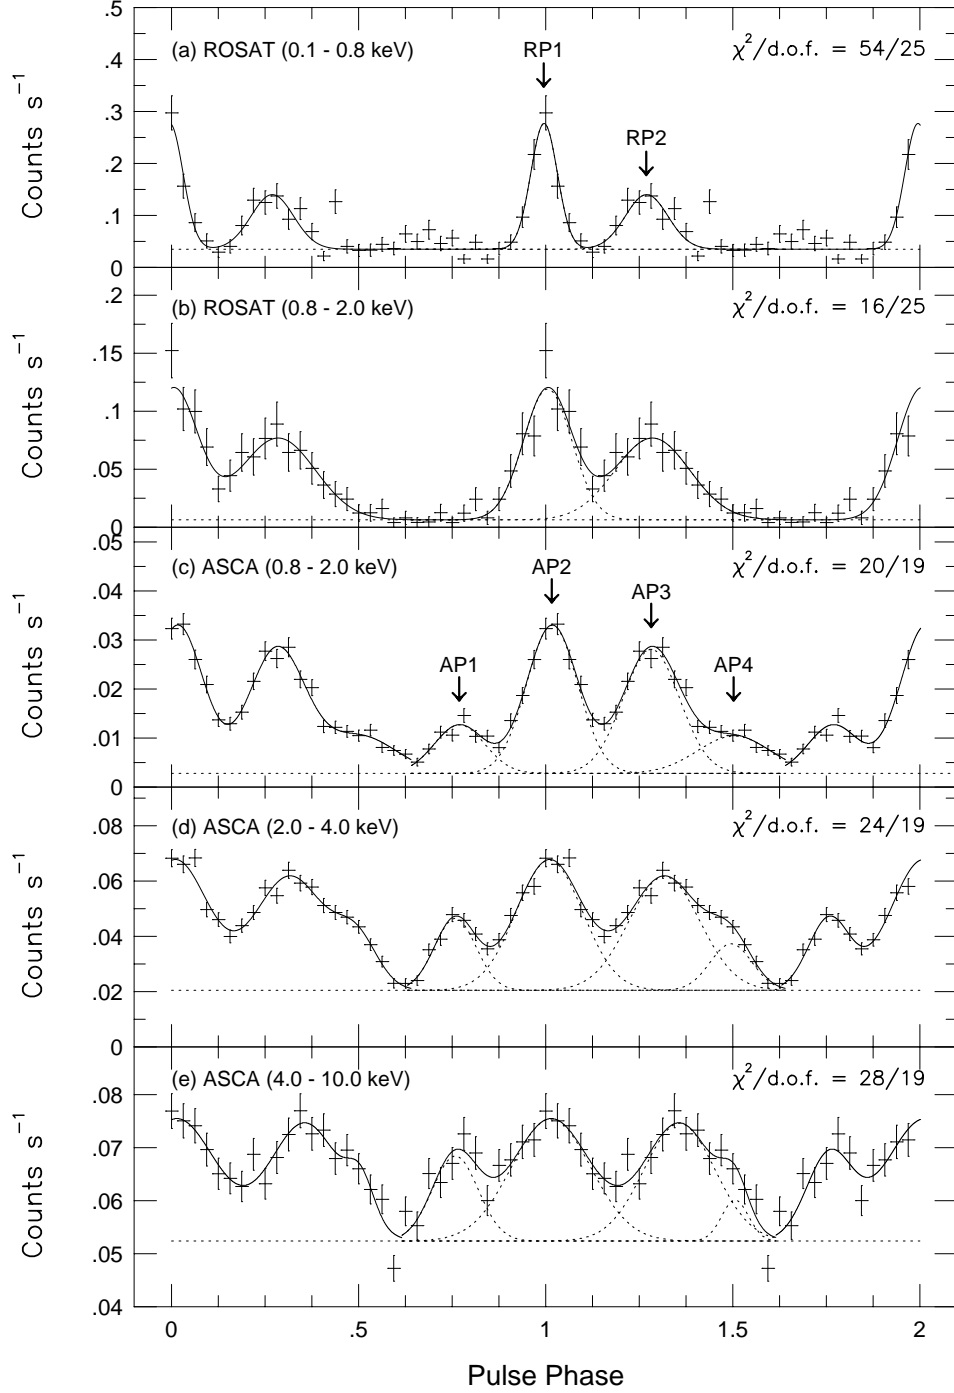 .5
(a) ROSAT (0.1 - 0.8 keV)
RP1
χ²/d.o.f. = 54/25
.4
.3
RP2
.2
.1
0
Counts s⁻¹
.2
(b) ROSAT (0.8 - 2.0 keV)
χ²/d.o.f. = 16/25
.15
.1
.05
0
Counts s⁻¹
.05
(c) ASCA (0.8 - 2.0 keV)
AP2
χ²/d.o.f. = 20/19
.04
AP3
.03
AP1
AP4
.02
.01
0
Counts s⁻¹
.08
(d) ASCA (2.0 - 4.0 keV)
χ²/d.o.f. = 24/19
.06
.04
.02
0
Counts s⁻¹
(e) ASCA (4.0 - 10.0 keV)
χ²/d.o.f. = 28/19
.08
.07
.06
.05
.04
Counts s⁻¹
0
.5
1
1.5
2
Pulse Phase